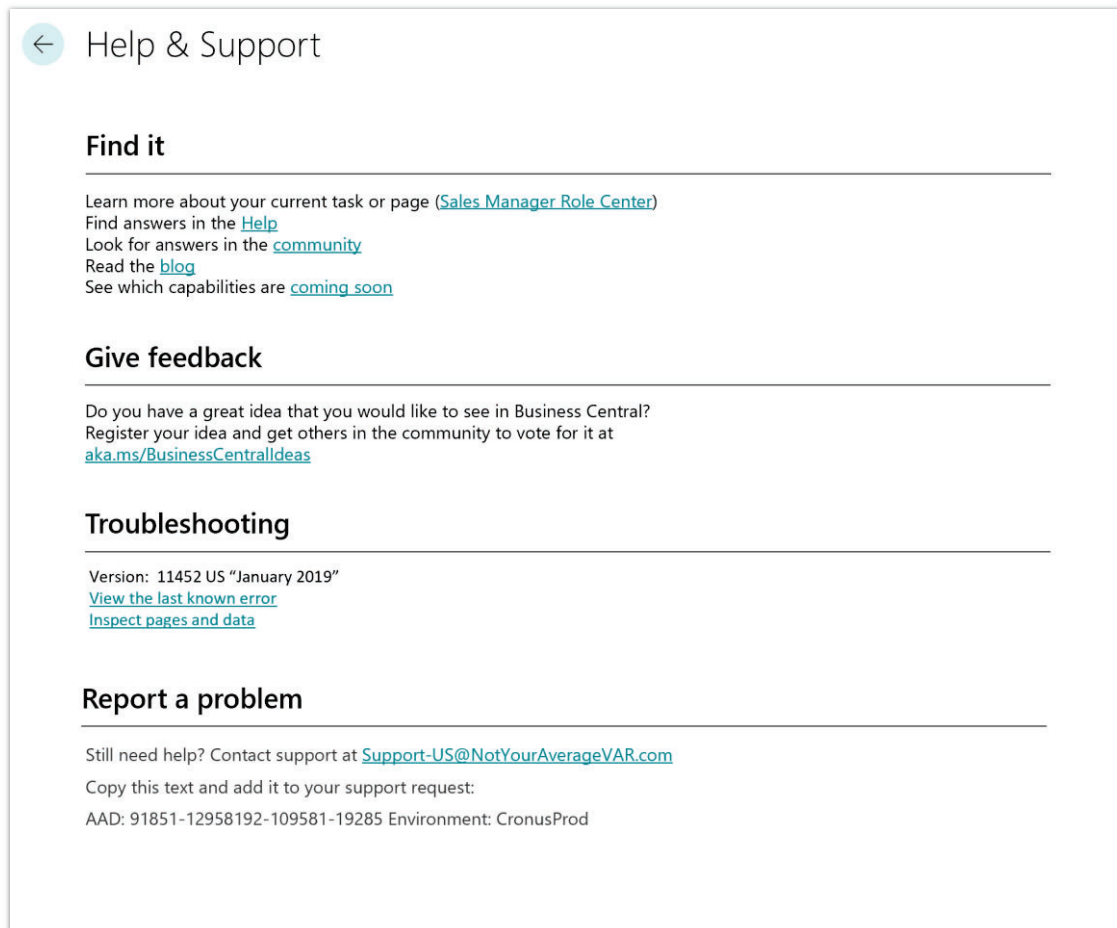 Help & Support
Find it
Learn more about your current task or page (Sales Manager Role Center)
Find answers in the Help
Look for answers in the community
Read the blog
See which capabilities are coming soon
Give feedback
Do you have a great idea that you would like to see in Business Central?
Register your idea and get others in the community to vote for it at
aka.ms/BusinessCentralIdeas
Troubleshooting
Version:  11452 US “January 2019”
View the last known error
Inspect pages and data
Report a problem
Still need help? Contact support at Support-US@NotYourAverageVAR.com
Copy this text and add it to your support request:
AAD: 91851-12958192-109581-19285 Environment: CronusProd